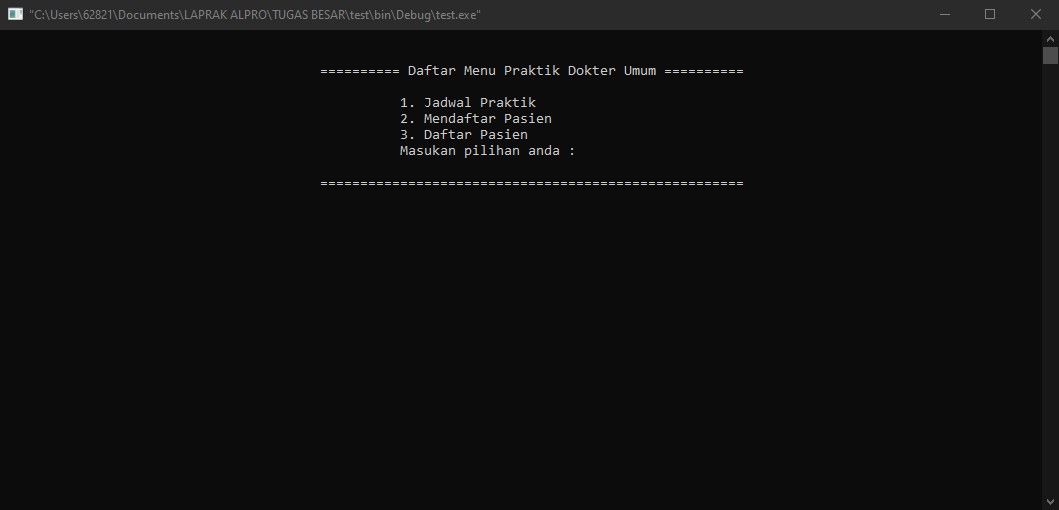 "C:\Users\62821\Documents\LAPRAK ALPRO\TUGAS BESAR\test\bin\Debug\test.exe"
========== Daftar Menu Praktik Dokter Umum ==========
1. Jadwal Praktik
2. Mendaftar Pasien
3. Daftar Pasien
Masukan pilihan anda :
=====================================================